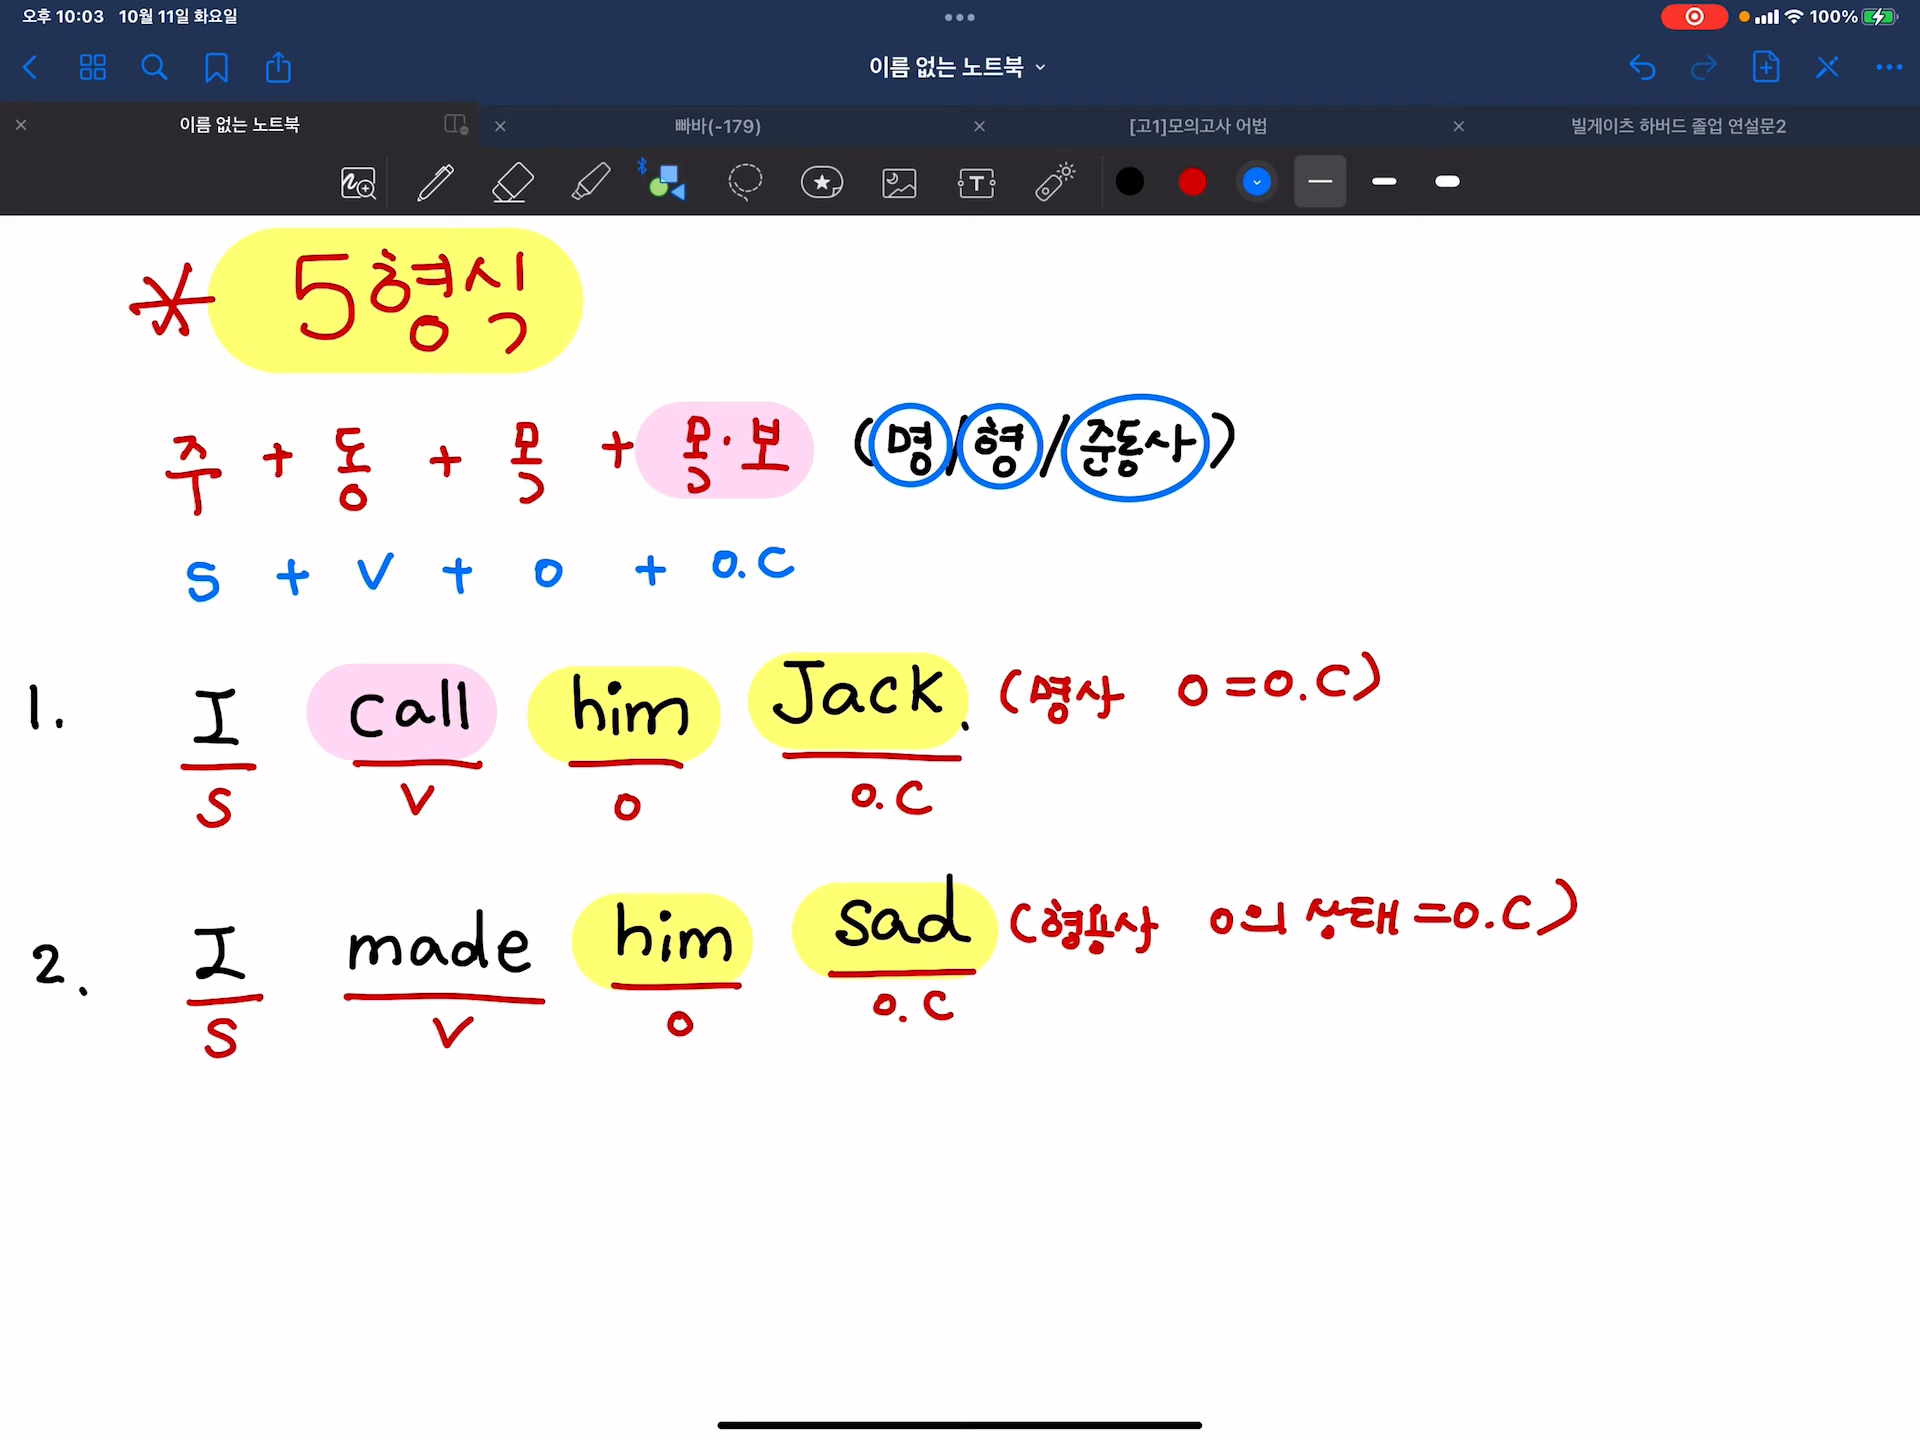 오후 10:03 10월 11일 화요일 100%
이름 없는 노트북
이름 없는 노트북 빠바(-179) [고1]모의고사 어법 빌게이츠 하버드 졸업 연설문2
* 5형식
주 + 동 + 목 + 목·보 (명/형/준동사)
S + V + O + O.C
1. I call him Jack. (명사 O=O.C)
S V O O.C
2. I made him sad (형용사 O의 상태=O.C)
S V O O.C